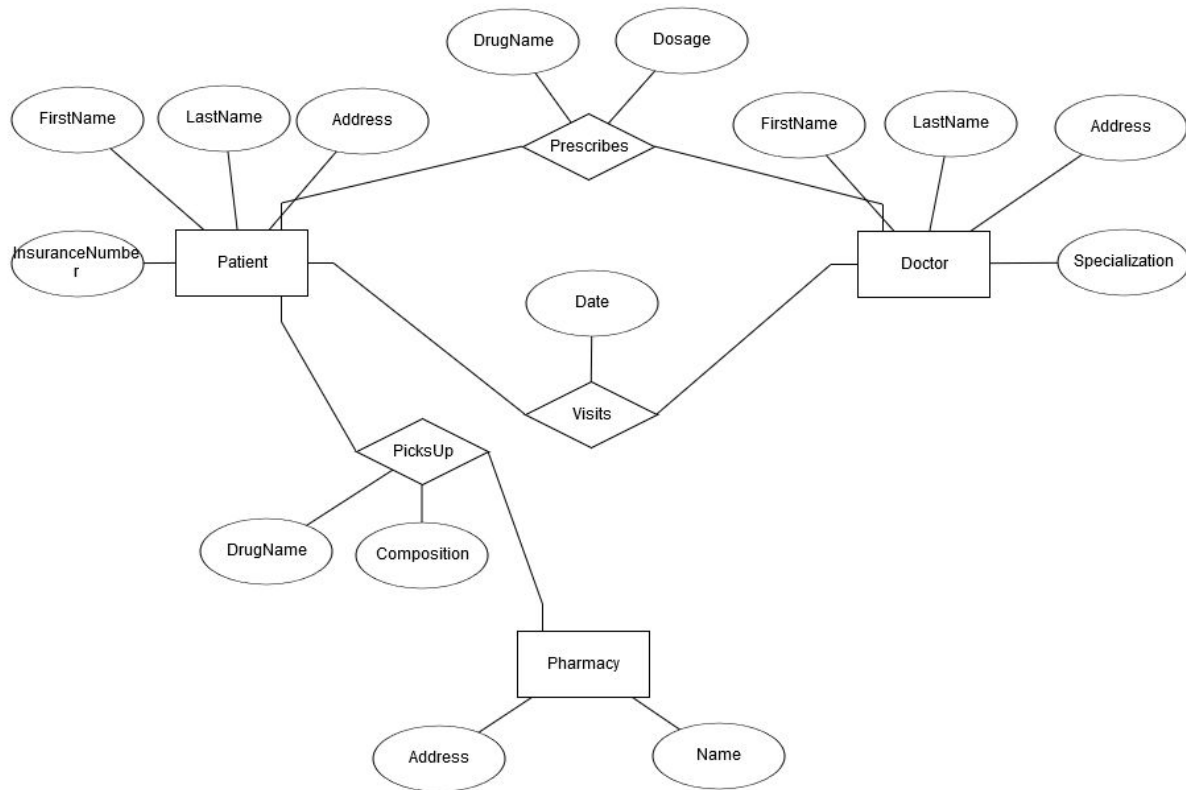 DrugName
Dosage
FirstName
LastName
Address
Prescribes
FirstName
LastName
Address
InsuranceNumbe
r
Patient
Doctor
Specialization
Date
Visits
PicksUp
DrugName
Composition
Pharmacy
Address
Name